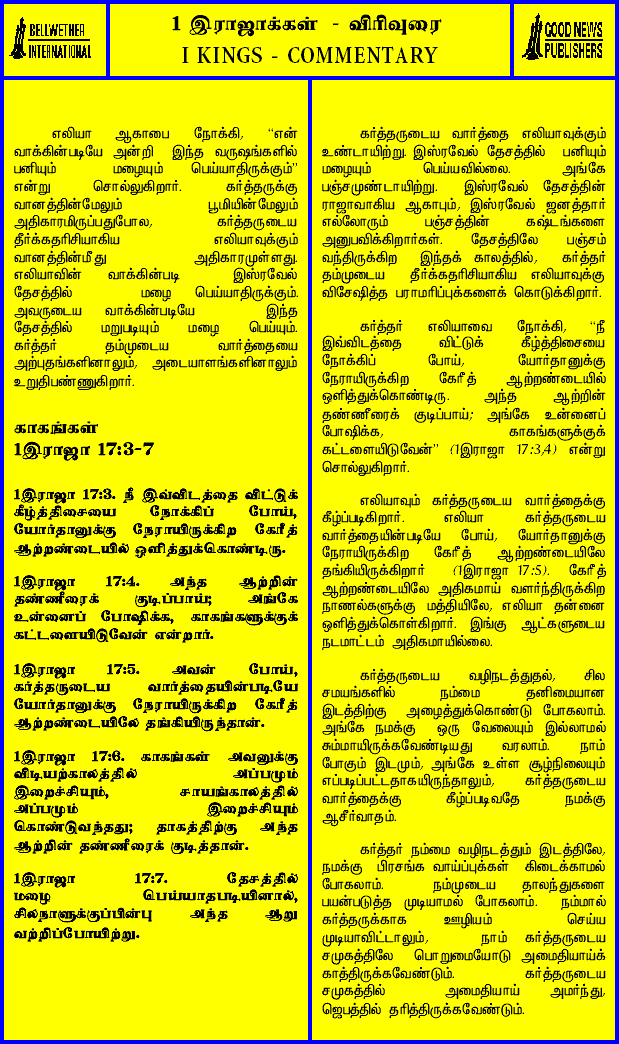 BELLWETHER
INTERNATIONAL
1 இராஜாக்கள் - விரிவுரை
I KINGS - COMMENTARY
GOOD NEWS
PUBLISHERS
எலியா ஆகாபை நோக்கி, “என்
வாக்கின்படியே அன்றி இந்த வருஷங்களில்
பனியும் மழையும் பெய்யாதிருக்கும்”
என்று சொல்லுகிறார். கர்த்தருக்கு
வானத்தின்மேலும் பூமியின்மேலும்
அதிகாரமிருப்பதுபோல, கர்த்தருடைய
தீர்க்கதரிசியாகிய எலியாவுக்கும்
வானத்தின்மீது அதிகாரமுள்ளது.
எலியாவின் வாக்கின்படி இஸ்ரவேல்
தேசத்தில் மழை பெய்யாதிருக்கும்.
அவருடைய வாக்கின்படியே இந்த
தேசத்தில் மறுபடியும் மழை பெய்யும்.
கர்த்தர் தம்முடைய வார்த்தையை
அற்புதங்களினாலும், அடையாளங்களினாலும்
உறுதிபண்ணுகிறார்.
காகங்கள்
1இராஜா 17:3-7
1இராஜா 17:3. நீ இவ்விடத்தை விட்டுக்
கீழ்த்திசையை நோக்கிப் போய்,
யோர்தானுக்கு நேராயிருக்கிற கேரீத்
ஆற்றண்டையில் ஒளித்துக்கொண்டிரு.
1இராஜா 17:4. அந்த ஆற்றின்
தண்ணீரைக் குடிப்பாய்; அங்கே
உன்னைப் போஷிக்க, காகங்களுக்குக்
கட்டளையிடுவேன் என்றார்.
1இராஜா 17:5. அவன் போய்,
கர்த்தருடைய வார்த்தையின்படியே
யோர்தானுக்கு நேராயிருக்கிற கேரீத்
ஆற்றண்டையிலே தங்கியிருந்தான்.
1இராஜா 17:6. காகங்கள் அவனுக்கு
விடியற்காலத்தில் அப்பமும்
இறைச்சியும், சாயங்காலத்தில்
அப்பமும் இறைச்சியும்
கொண்டுவந்தது; தாகத்திற்கு அந்த
ஆற்றின் தண்ணீரைக் குடித்தான்.
1இராஜா 17:7. தேசத்தில்
மழை பெய்யாதபடியினால்,
சிலநாளுக்குப்பின்பு அந்த ஆறு
வற்றிப்போயிற்று.
கர்த்தருடைய வார்த்தை எலியாவுக்கும்
உண்டாயிற்று. இஸ்ரவேல் தேசத்தில் பனியும்
மழையும் பெய்யவில்லை. அங்கே
பஞ்சமுண்டாயிற்று. இஸ்ரவேல் தேசத்தின்
ராஜாவாகிய ஆகாபும், இஸ்ரவேல் ஜனத்தார்
எல்லோரும் பஞ்சத்தின் கஷ்டங்களை
அனுபவிக்கிறார்கள். தேசத்திலே பஞ்சம்
வந்திருக்கிற இந்தக் காலத்தில், கர்த்தர்
தம்முடைய தீர்க்கதரிசியாகிய எலியாவுக்கு
விசேஷித்த பராமரிப்புக்களைக் கொடுக்கிறார்.
கர்த்தர் எலியாவை நோக்கி, “நீ
இவ்விடத்தை விட்டுக் கீழ்த்திசையை
நோக்கிப் போய், யோர்தானுக்கு
நேராயிருக்கிற கேரீத் ஆற்றண்டையில்
ஒளித்துக்கொண்டிரு. அந்த ஆற்றின்
தண்ணீரைக் குடிப்பாய்; அங்கே உன்னைப்
போஷிக்க, காகங்களுக்குக்
கட்டளையிடுவேன்” (1இராஜா 17:3,4) என்று
சொல்லுகிறார்.
எலியாவும் கர்த்தருடைய வார்த்தைக்கு
கீழ்ப்படிகிறார். எலியா கர்த்தருடைய
வார்த்தையின்படியே போய், யோர்தானுக்கு
நேராயிருக்கிற கேரீத் ஆற்றண்டையிலே
தங்கியிருக்கிறார் (1இராஜா 17:5). கேரீத்
ஆற்றண்டையிலே அதிகமாய் வளர்ந்திருக்கிற
நாணல்களுக்கு மத்தியிலே, எலியா தன்னை
ஒளித்துக்கொள்கிறார். இங்கு ஆட்களுடைய
நடமாட்டம் அதிகமாயில்லை.
கர்த்தருடைய வழிநடத்துதல், சில
சமயங்களில் நம்மை தனிமையான
இடத்திற்கு அழைத்துக்கொண்டு போகலாம்.
அங்கே நமக்கு ஒரு வேலையும் இல்லாமல்
சும்மாயிருக்கவேண்டியது வரலாம். நாம்
போகும் இடமும், அங்கே உள்ள சூழ்நிலையும்
எப்படிப்பட்டதாகயிருந்தாலும், கர்த்தருடைய
வார்த்தைக்கு கீழ்ப்படிவதே நமக்கு
ஆசீர்வாதம்.
கர்த்தர் நம்மை வழிநடத்தும் இடத்திலே,
நமக்கு பிரசங்க வாய்ப்புக்கள் கிடைக்காமல்
போகலாம். நம்முடைய தாலந்துகளை
பயன்படுத்த முடியாமல் போகலாம். நம்மால்
கர்த்தருக்காக ஊழியம் செய்ய
முடியாவிட்டாலும், நாம் கர்த்தருடைய
சமுகத்திலே பொறுமையோடு அமைதியாய்க்
காத்திருக்கவேண்டும். கர்த்தருடைய
சமுகத்தில் அமைதியாய் அமர்ந்து,
ஜெபத்தில் தரித்திருக்கவேண்டும்.